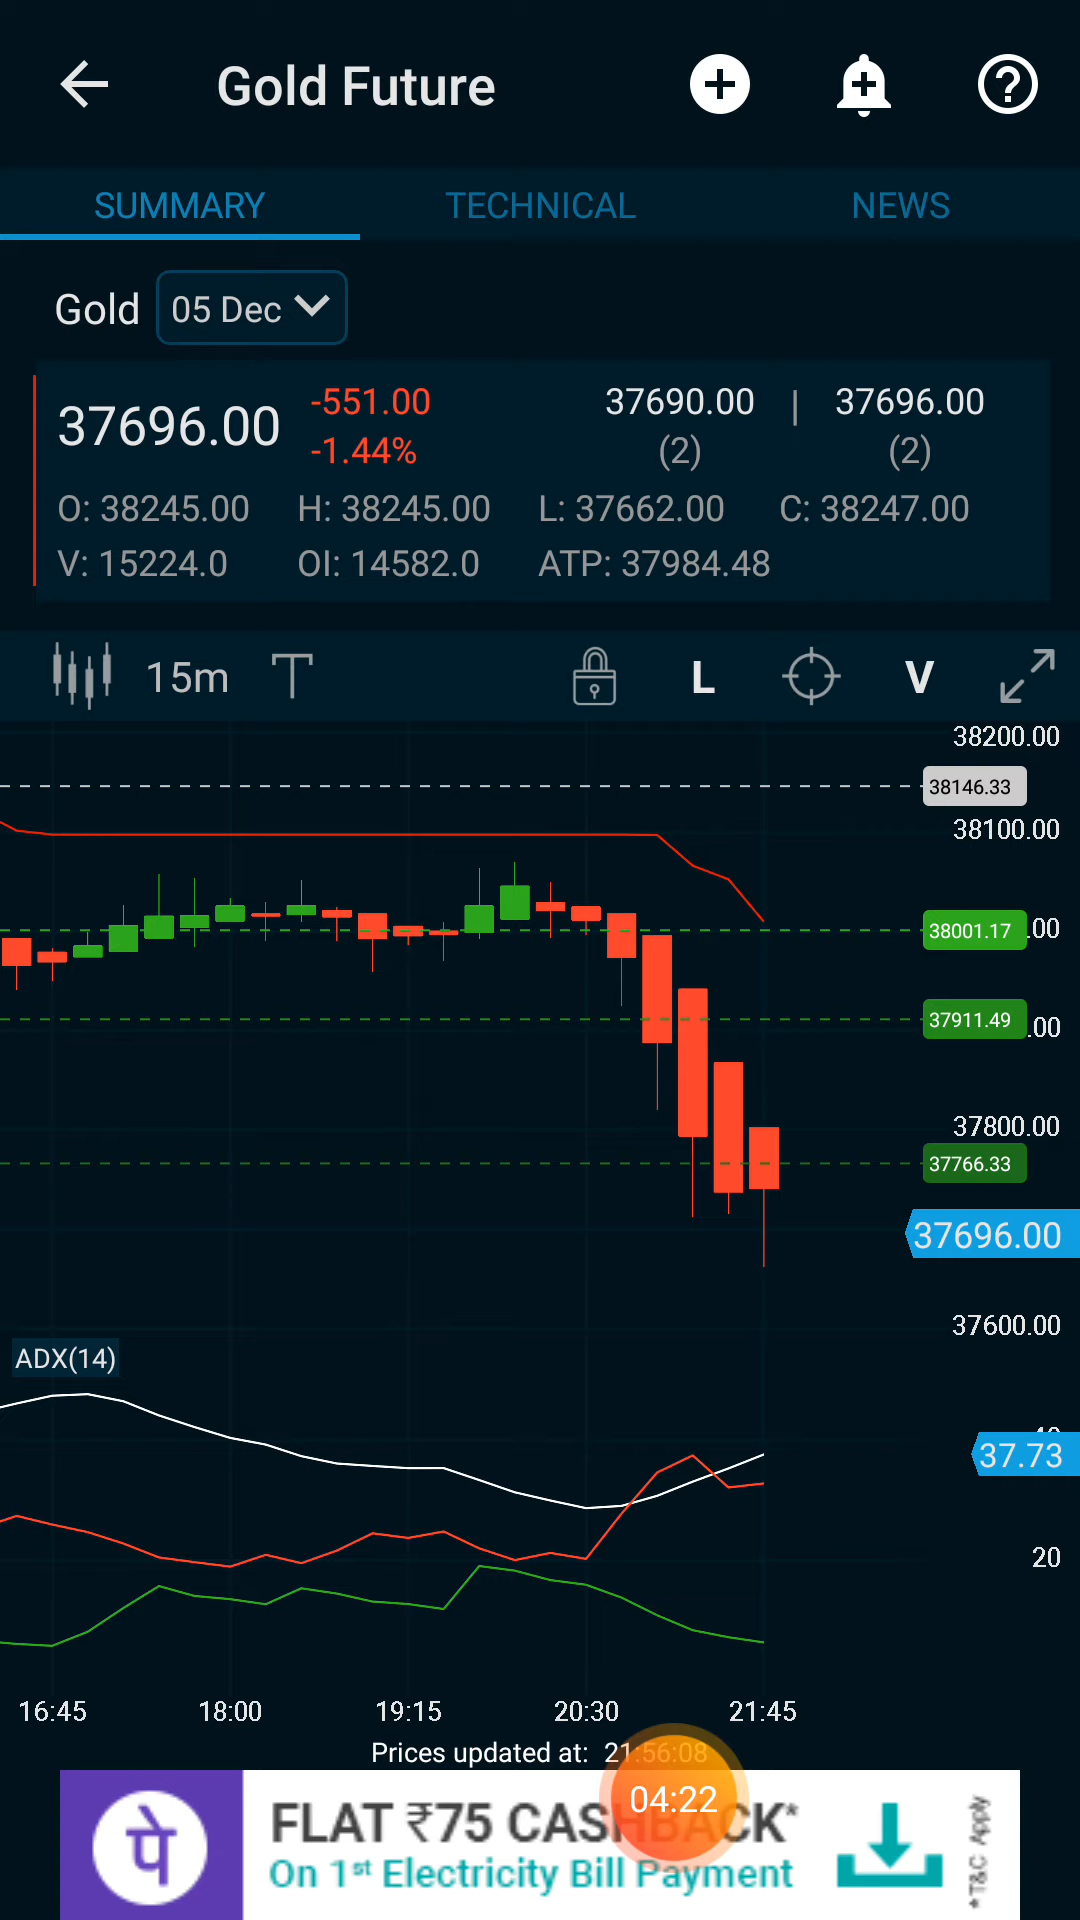 Gold Future
SUMMARY TECHNICAL NEWS
Gold 05 Dec
37696.00 -551.00 37690.00 | 37696.00
-1.44% (2) (2)
O: 38245.00 H: 38245.00 L: 37662.00 C: 38247.00
V: 15224.0 OI: 14582.0 ATP: 37984.48
15m T L V
38200.00
38146.33
38100.00
38001.17 .00
37911.49 .00
37800.00
37766.33
37696.00
37600.00
ADX(14)
37.73
20
16:45 18:00 19:15 20:30 21:45
Prices updated at: 21:56:08
04:22
पे
FLAT ₹75 CASHBACK*
On 1st Electricity Bill Payment
*T&C Apply